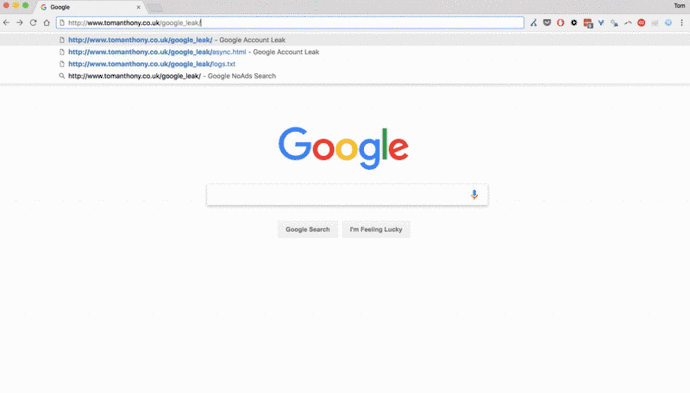 Google
Tom
http://www.tomanthony.co.uk/google_leak/
http://www.tomanthony.co.uk/google_leak/ - Google Account Leak
http://www.tomanthony.co.uk/google_leak/async.html - Google Account Leak
http://www.tomanthony.co.uk/google_leak/logs.txt
http://www.tomanthony.co.uk/google_leak/ - Google NoAds Search
Google
Google Search
I'm Feeling Lucky